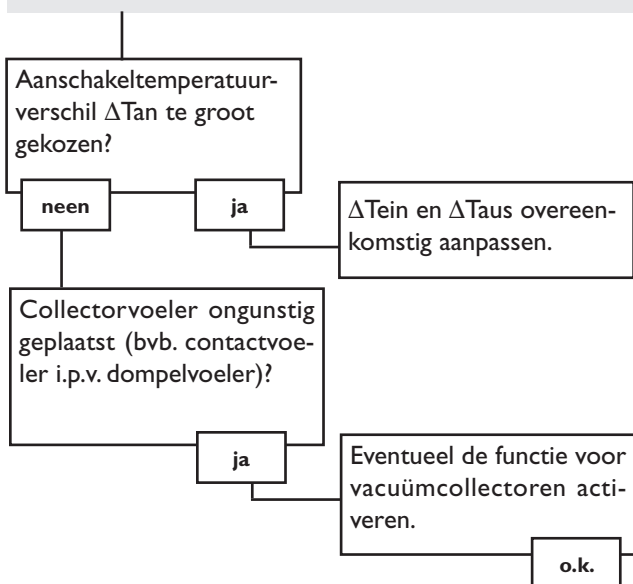 Aanschakeltemperatuur-
verschil ΔTan te groot
gekozen?
neen
ja
ΔTein en ΔTaus overeen-
komstig aanpassen.
Collectorvoeler ongunstig
geplaatst (bvb. contactvoe-
ler i.p.v. dompelvoeler)?
ja
Eventueel de functie voor
vacuümcollectoren acti-
veren.
o.k.